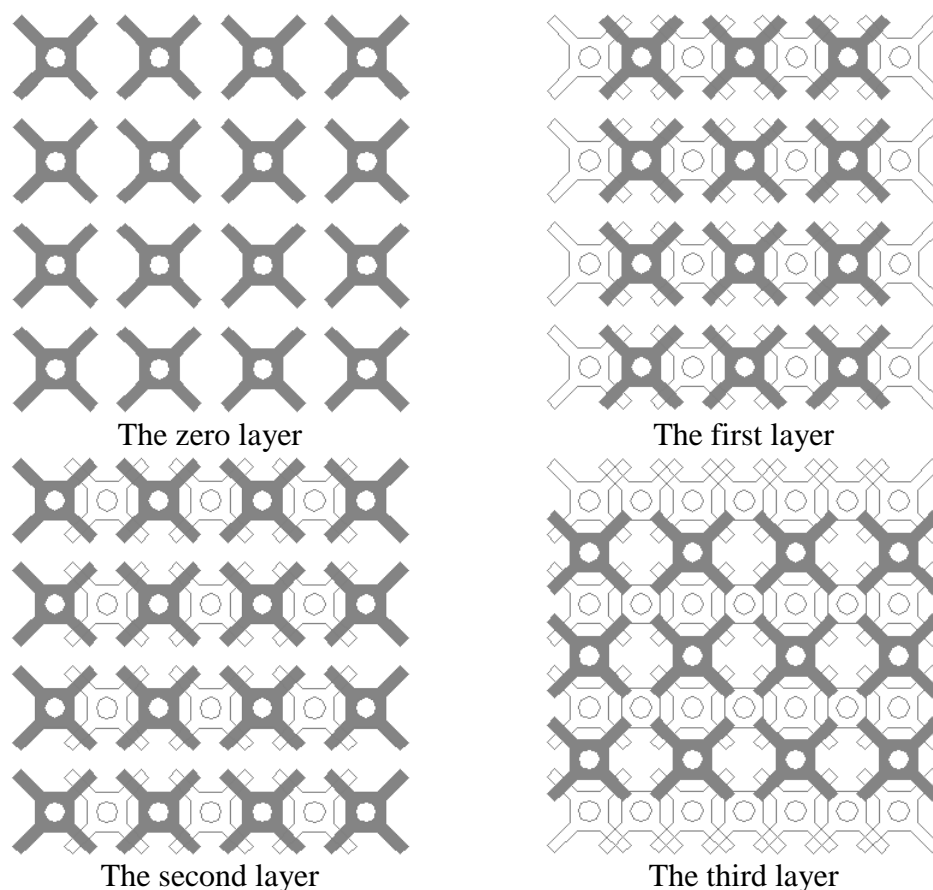 The zero layer
The first layer
The second layer
The third layer